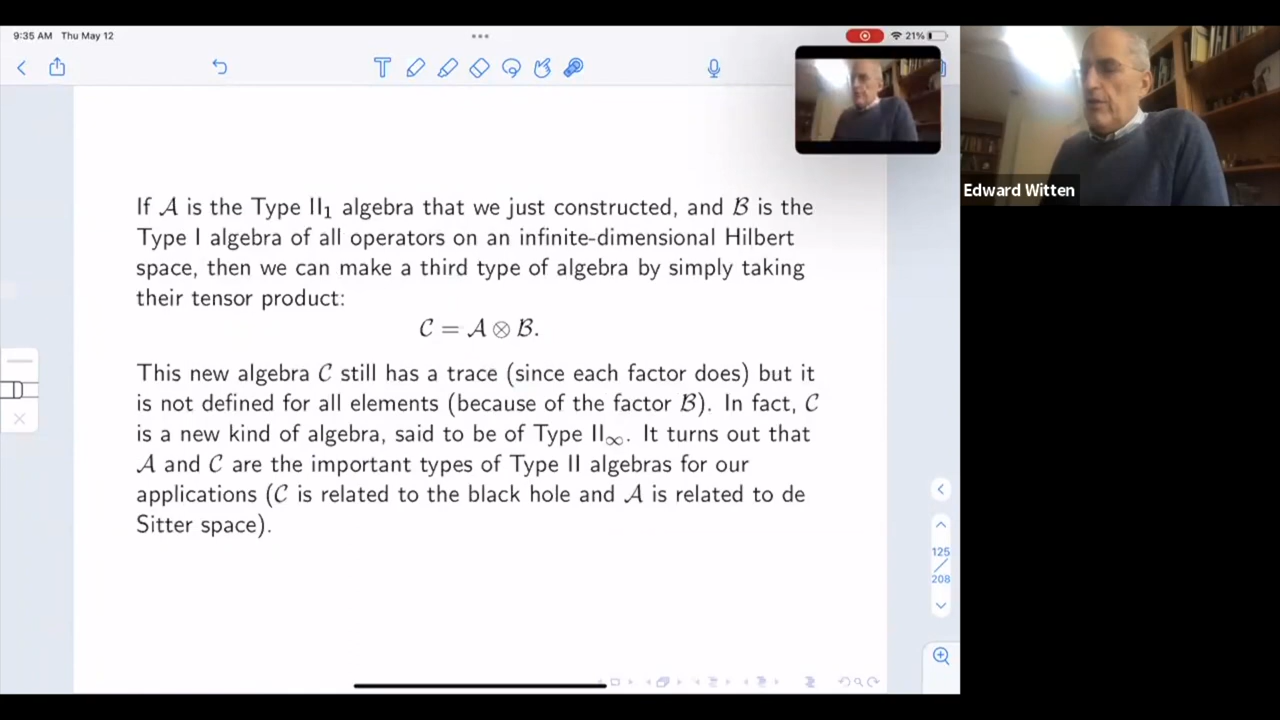 9:35 AM Thu May 12
21%
Edward Witten
If 𝒜 is the Type II₁ algebra that we just constructed, and ℬ is the
Type I algebra of all operators on an infinite-dimensional Hilbert
space, then we can make a third type of algebra by simply taking
their tensor product:
𝒞 = 𝒜 ⊗ ℬ.
This new algebra 𝒞 still has a trace (since each factor does) but it
is not defined for all elements (because of the factor ℬ). In fact, 𝒞
is a new kind of algebra, said to be of Type II∞. It turns out that
𝒜 and 𝒞 are the important types of Type II algebras for our
applications (𝒞 is related to the black hole and 𝒜 is related to de
Sitter space).
125
/
208